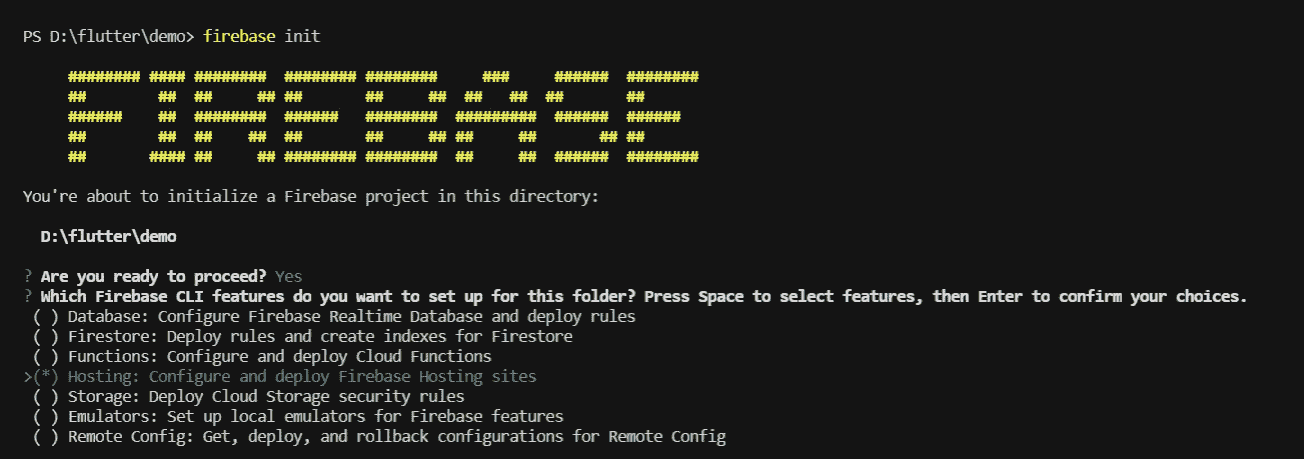 PS D:\flutter\demo> firebase init
FIREBASE
You're about to initialize a Firebase project in this directory:
D:\flutter\demo
? Are you ready to proceed? Yes
? Which Firebase CLI features do you want to set up for this folder? Press Space to select features, then Enter to confirm your choices.
( ) Database: Configure Firebase Realtime Database and deploy rules
( ) Firestore: Deploy rules and create indexes for Firestore
( ) Functions: Configure and deploy Cloud Functions
>(*) Hosting: Configure and deploy Firebase Hosting sites
( ) Storage: Deploy Cloud Storage security rules
( ) Emulators: Set up local emulators for Firebase features
( ) Remote Config: Get, deploy, and rollback configurations for Remote Config